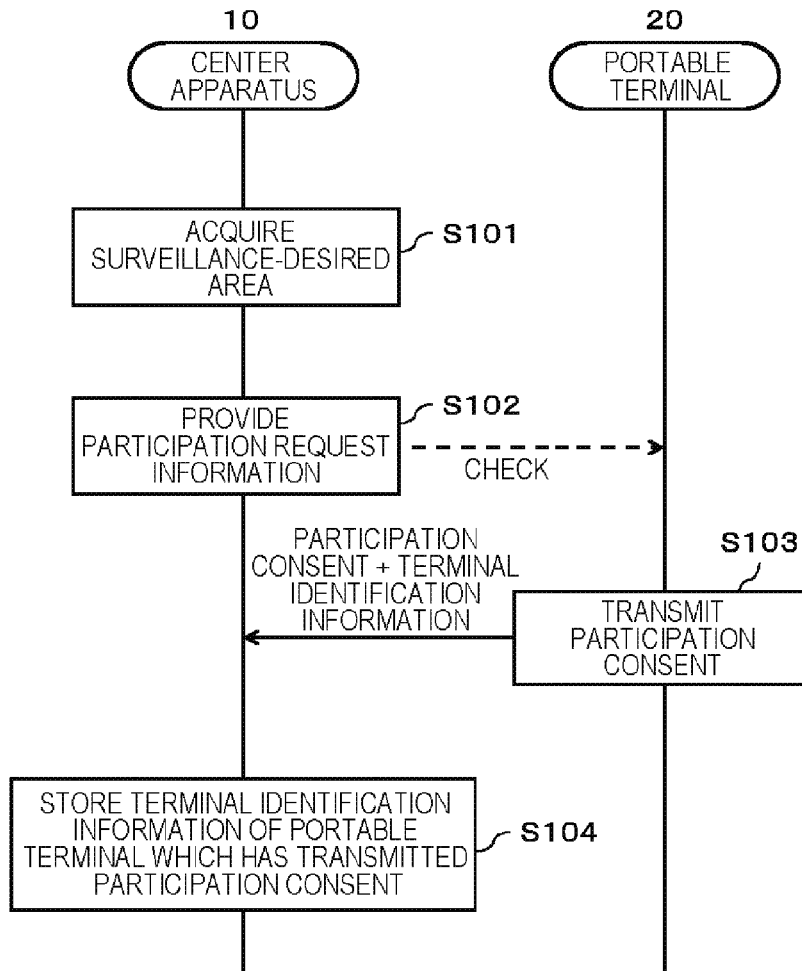 10
CENTER
APPARATUS
20
PORTABLE
TERMINAL
ACQUIRE
SURVEILLANCE-DESIRED
AREA
S101
PROVIDE
PARTICIPATION REQUEST
INFORMATION
S102
CHECK
PARTICIPATION
CONSENT + TERMINAL
IDENTIFICATION
INFORMATION
S103
TRANSMIT
PARTICIPATION
CONSENT
STORE TERMINAL IDENTIFICATION
INFORMATION OF PORTABLE
TERMINAL WHICH HAS TRANSMITTED
PARTICIPATION CONSENT
S104